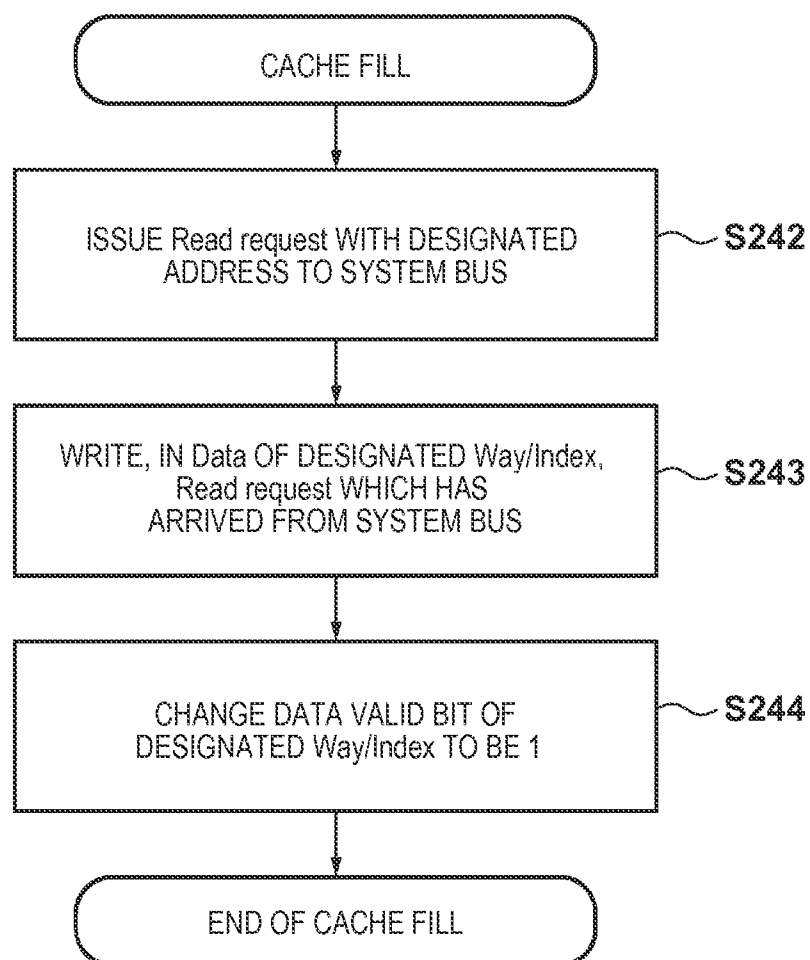 CACHE FILL
ISSUE Read request WITH DESIGNATED
ADDRESS TO SYSTEM BUS
S242
WRITE, IN Data OF DESIGNATED Way/Index,
Read request WHICH HAS
ARRIVED FROM SYSTEM BUS
S243
CHANGE DATA VALID BIT OF
DESIGNATED Way/Index TO BE 1
S244
END OF CACHE FILL